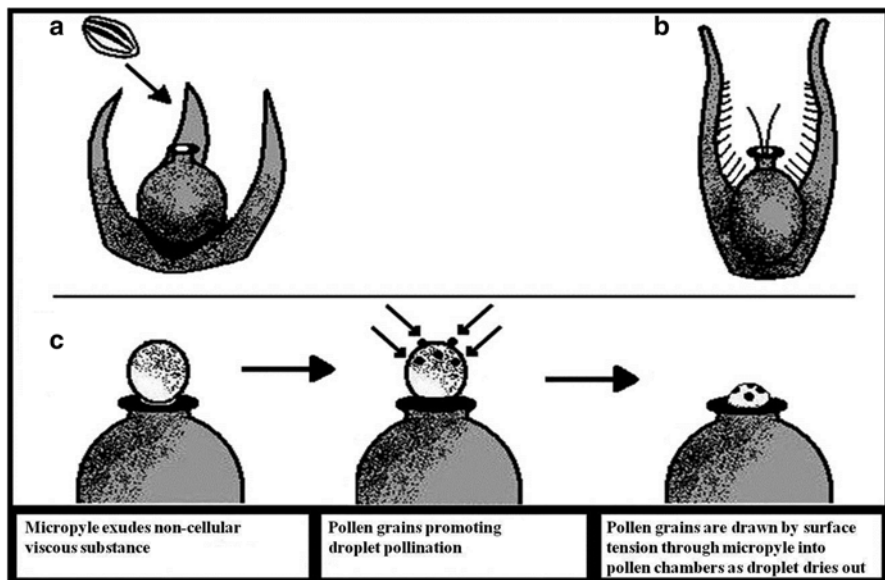 a
b
c
Micropyle exudes non-cellular
viscous substance
Pollen grains promoting
droplet pollination
Pollen grains are drawn by surface
tension through micropyle into
pollen chambers as droplet dries out